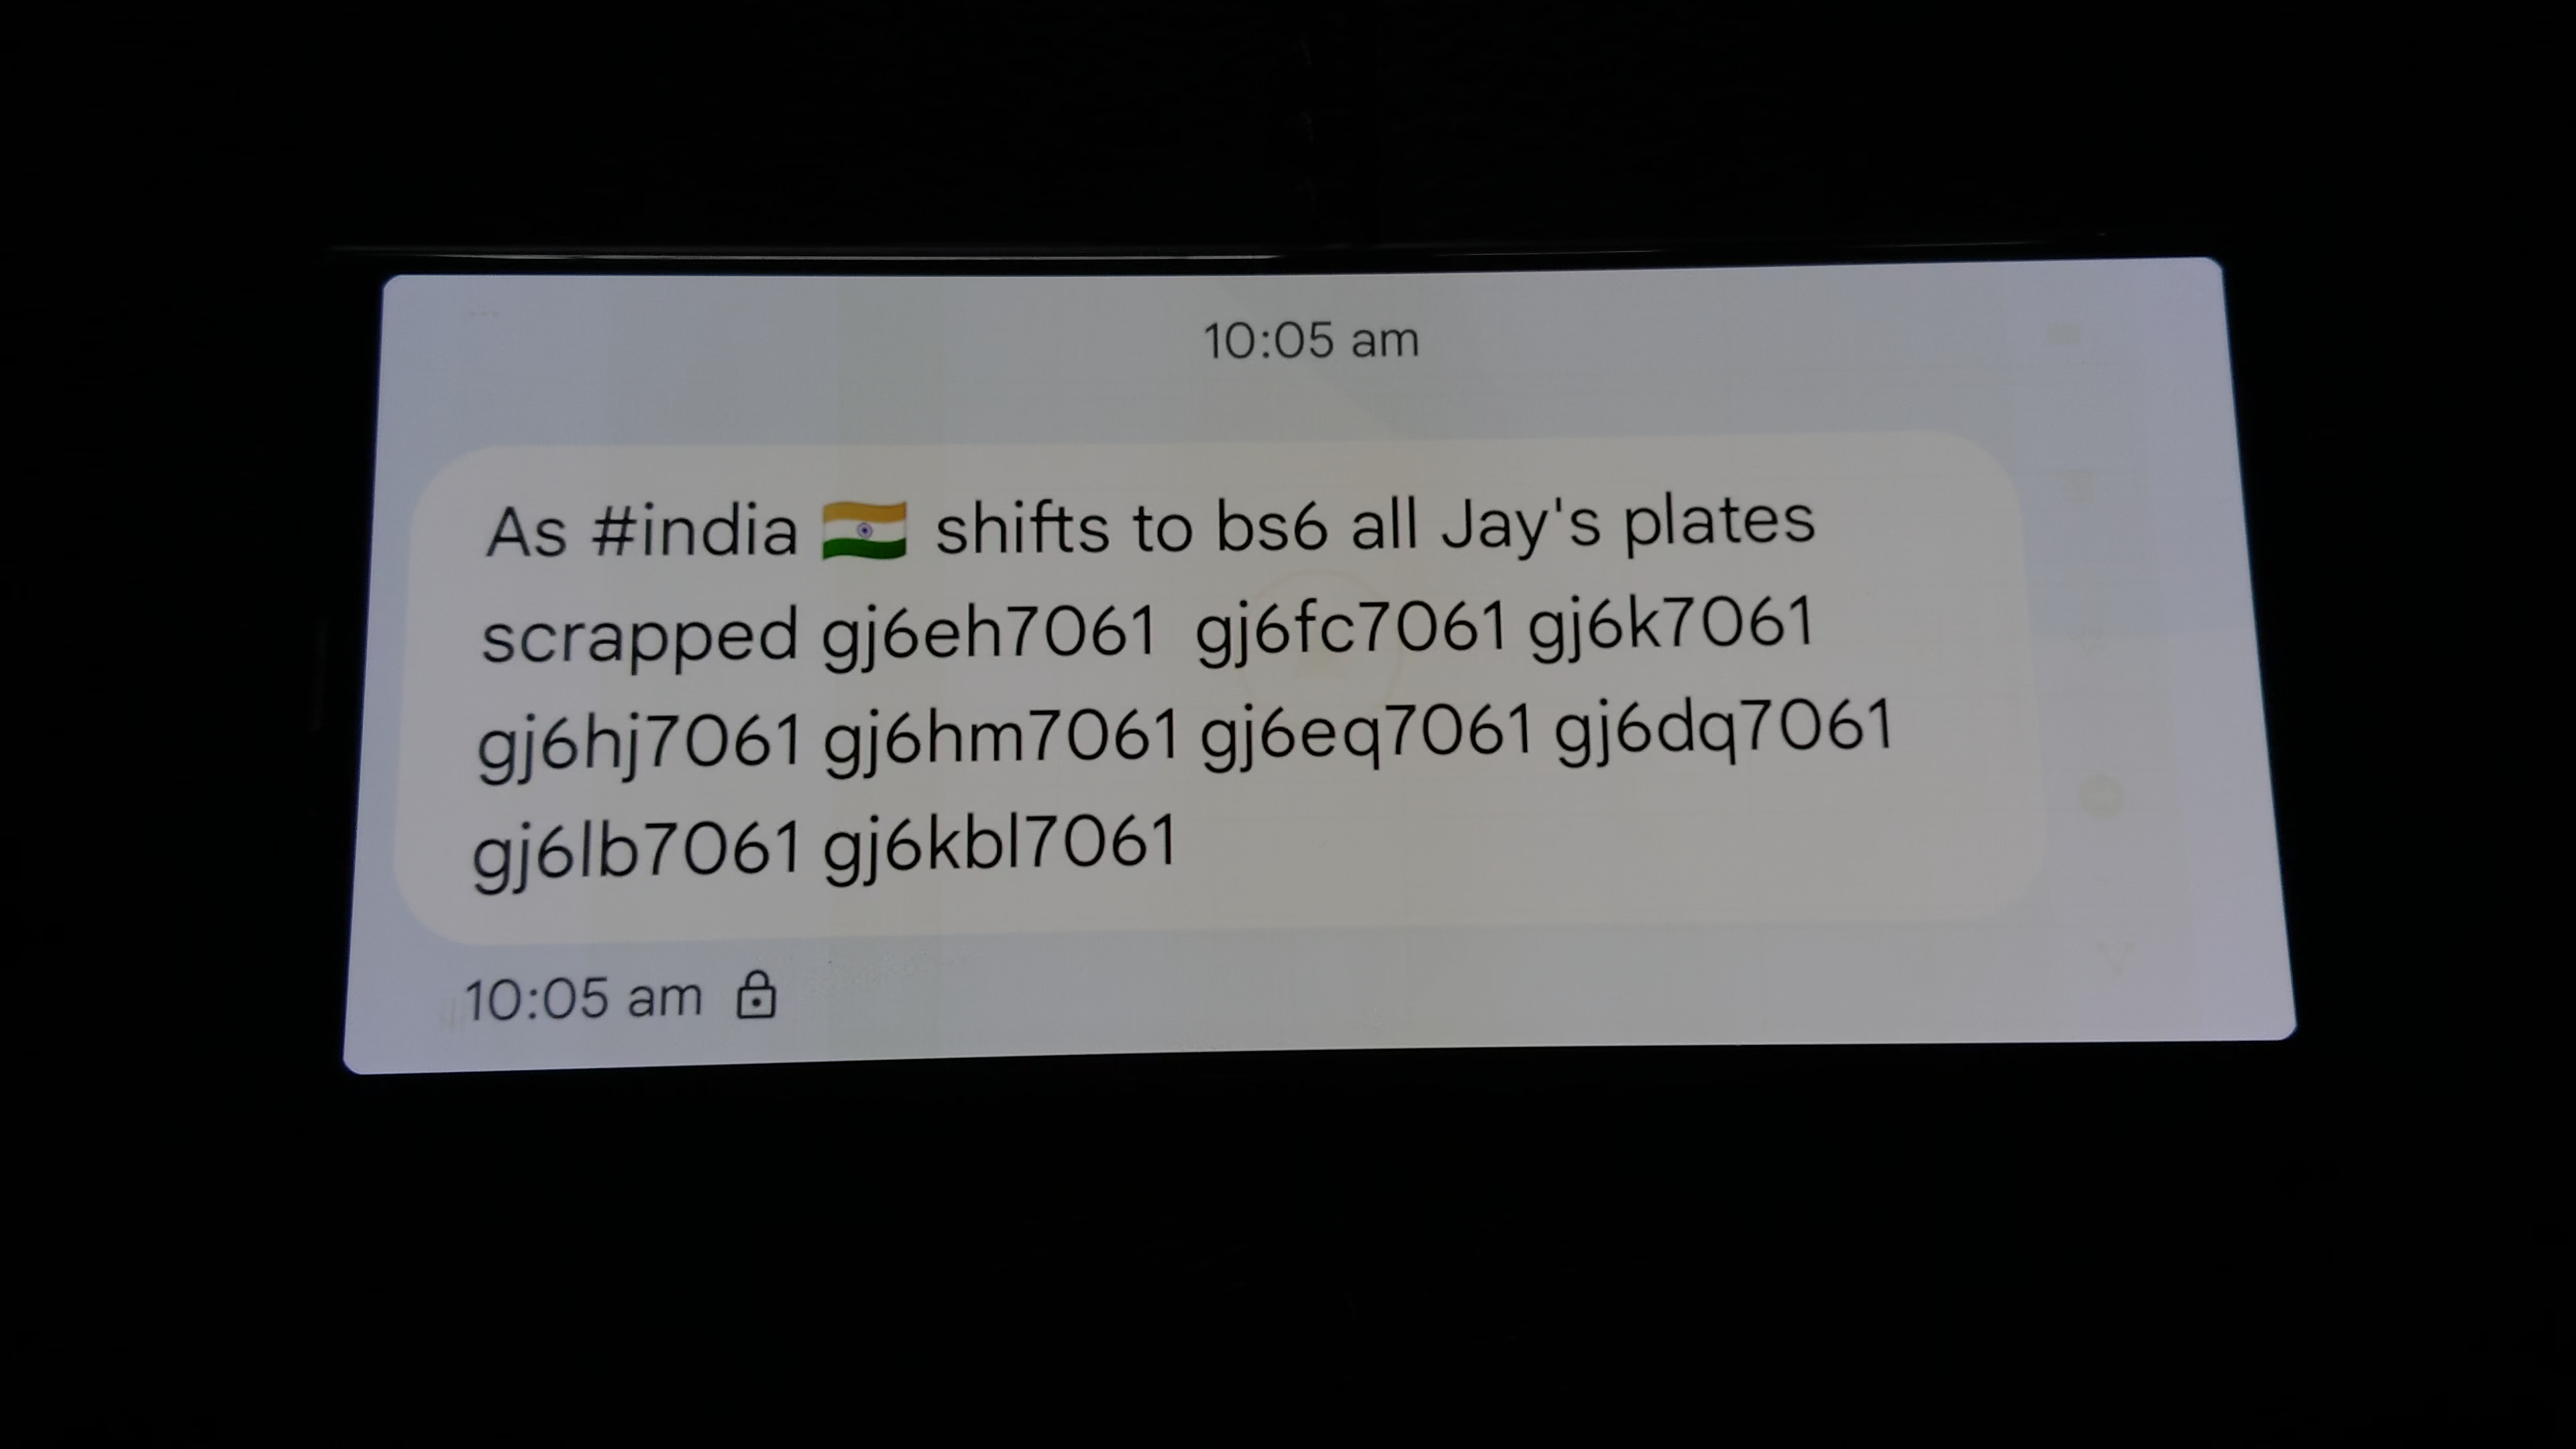 10:05 am
As #india 🇮🇳 shifts to bs6 all Jay's plates
scrapped gj6eh7061 gj6fc7061 gj6k7061
gj6hj7061 gj6hm7061 gj6eq7061 gj6dq7061
gj6lb7061 gj6kbl7061
10:05 am